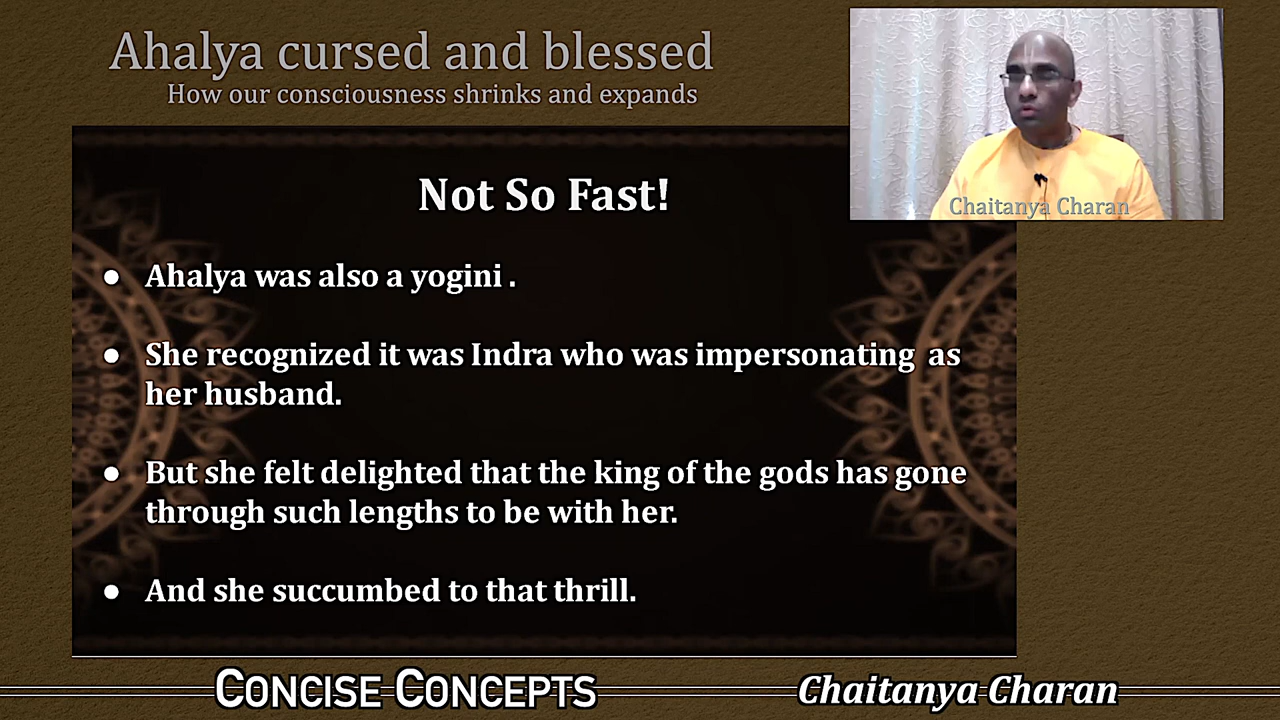 Ahalya cursed and blessed
How our consciousness shrinks and expands
Chaitanya Charan
Not So Fast!
● Ahalya was also a yogini .
● She recognized it was Indra who was impersonating as
her husband.
● But she felt delighted that the king of the gods has gone
through such lengths to be with her.
● And she succumbed to that thrill.
CONCISE CONCEPTS
Chaitanya Charan